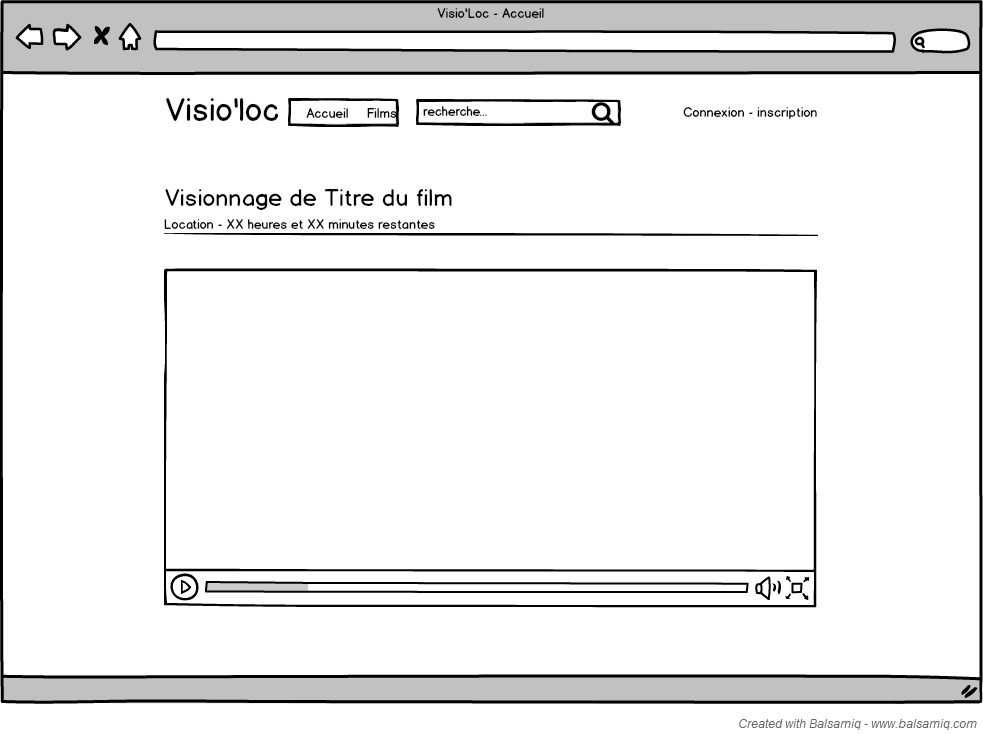 Visio'Loc - Accueil
Visio'loc Accueil Films recherche... Connexion - inscription
Visionnage de Titre du film
Location - XX heures et XX minutes restantes
Created with Balsamiq - www.balsamiq.com